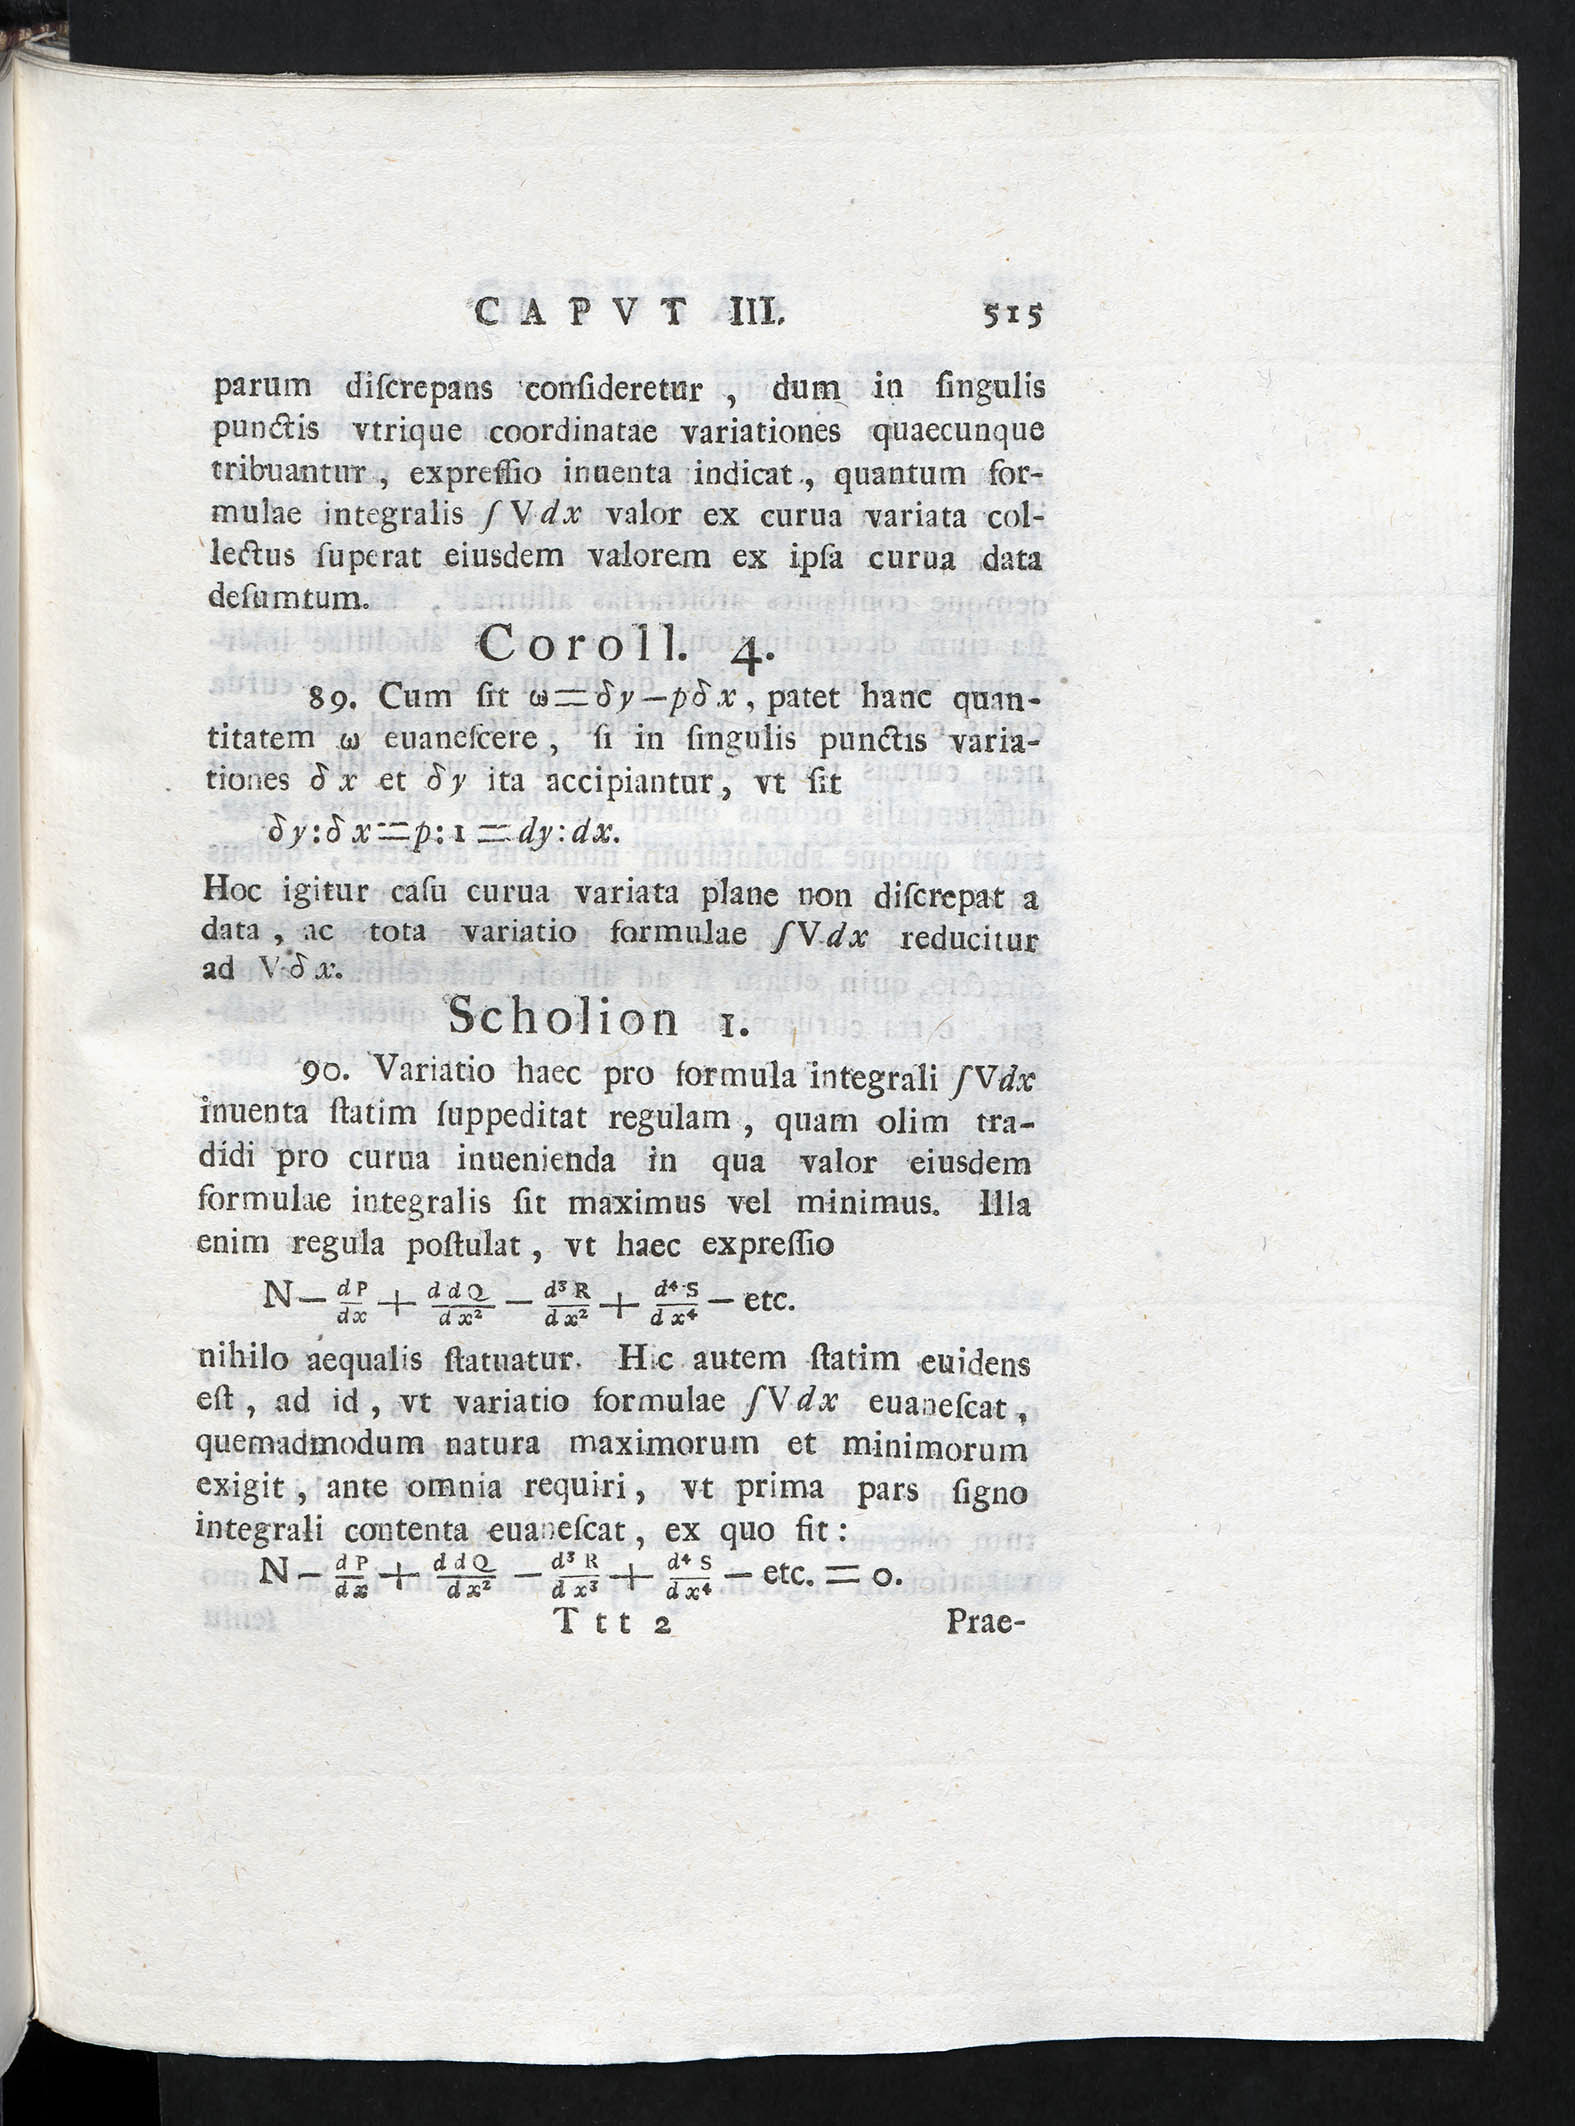 CAPVT III. 515
parum diſcrepans conſideretur, dum in ſingulis
punctis vtrique coordinatae variationes quaecunque
tribuantur, expreſſio inuenta indicat, quantum for-
mulae integralis ∫Vdx valor ex curua variata col-
lectus ſuperat eiusdem valorem ex ipſa curua data
deſumtum.
Coroll. 4.
89. Cum ſit ω=δy−pδx, patet hanc quan-
titatem ω euaneſcere, ſi in ſingulis punctis varia-
tiones δx et δy ita accipiantur, vt ſit
δy:δx=p:1=dy:dx.
Hoc igitur caſu curua variata plane non diſcrepat a
data, ac tota variatio formulae ∫Vdx reducitur
ad Vδx.
Scholion 1.
90. Variatio haec pro formula integrali ∫Vdx
inuenta ſtatim ſuppeditat regulam, quam olim tra-
didi pro curua inuenienda in qua valor eiusdem
formulae integralis ſit maximus vel minimus. Illa
enim regula poſtulat, vt haec expreſſio
N − dP/dx + ddQ/dx² − d³R/dx² + d⁴S/dx⁴ − etc.
nihilo aequalis ſtatuatur. Hic autem ſtatim euidens
eſt, ad id, vt variatio formulae ∫Vdx euaneſcat,
quemadmodum natura maximorum et minimorum
exigit, ante omnia requiri, vt prima pars ſigno
integrali contenta euaneſcat, ex quo fit:
N − dP/dx + ddQ/dx² − d³R/dx³ + d⁴S/dx⁴ − etc. = 0.
Ttt 2 Prae-